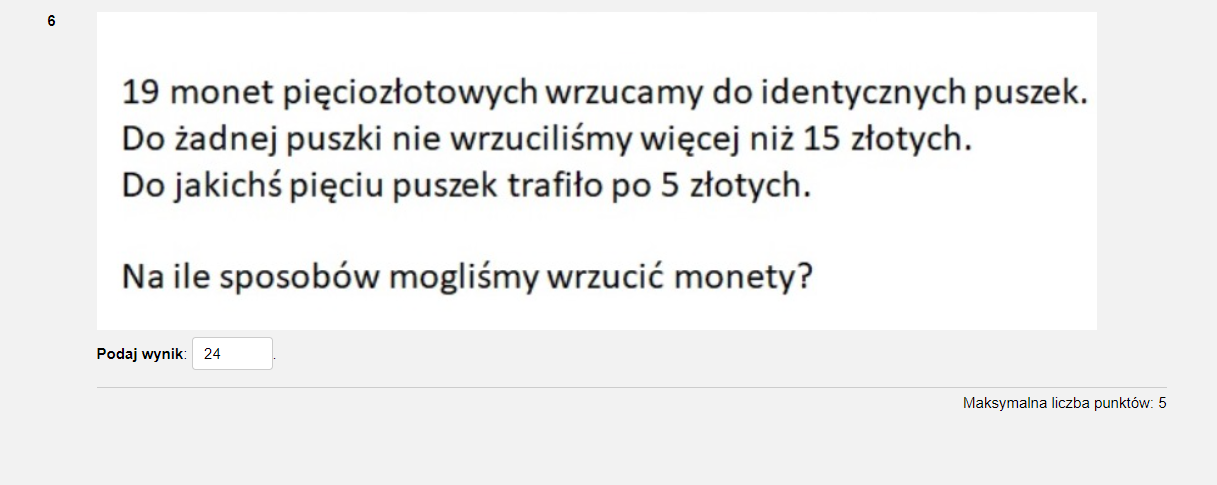 6
19 monet pięciozłotowych wrzucamy do identycznych puszek.
Do żadnej puszki nie wrzuciliśmy więcej niż 15 złotych.
Do jakichś pięciu puszek trafiło po 5 złotych.
Na ile sposobów mogliśmy wrzucić monety?
Podaj wynik: 24.
Maksymalna liczba punktów: 5